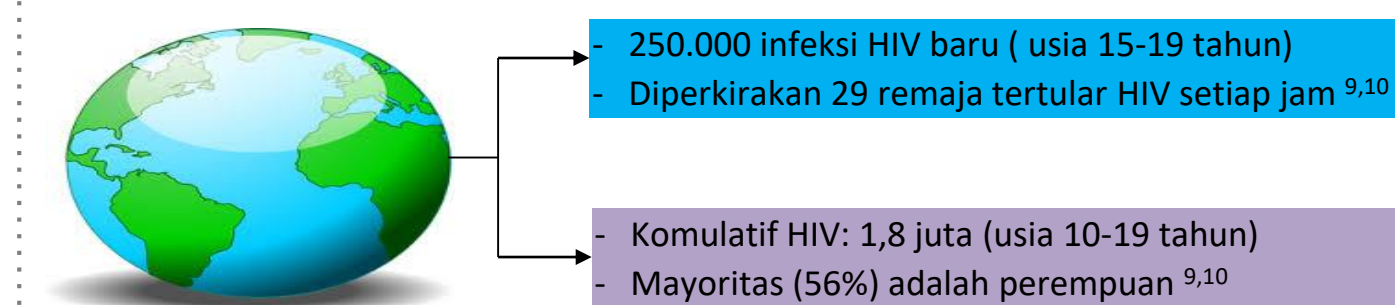 - 250.000 infeksi HIV baru ( usia 15-19 tahun)
- Diperkirakan 29 remaja tertular HIV setiap jam 9,10
- Komulatif HIV: 1,8 juta (usia 10-19 tahun)
- Mayoritas (56%) adalah perempuan 9,10